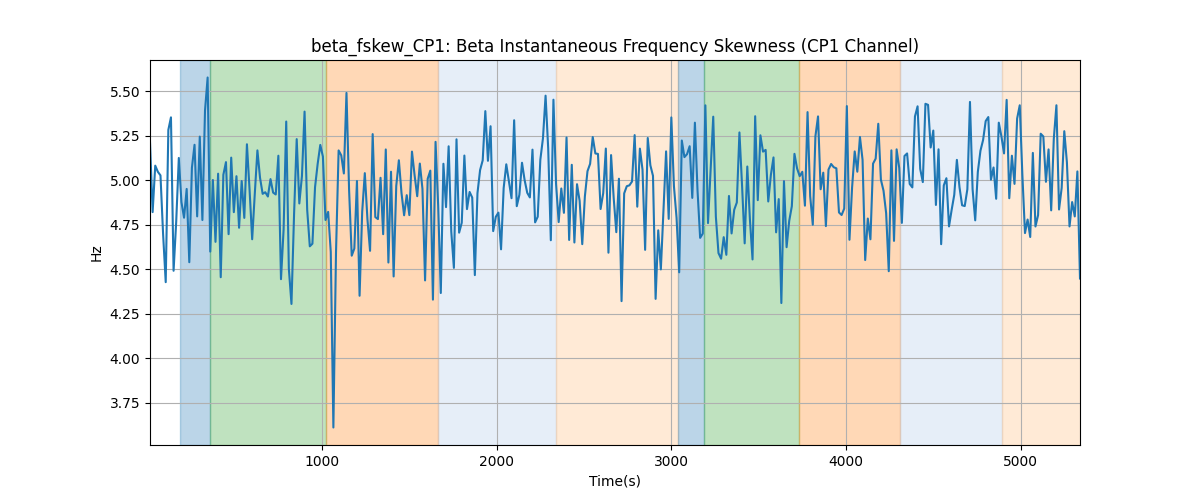 beta_fskew_CP1: Beta Instantaneous Frequency Skewness (CP1 Channel)
5.50
5.25
5.00
4.75
4.50
4.25
4.00
3.75
Hz
1000 2000 3000 4000 5000
Time(s)